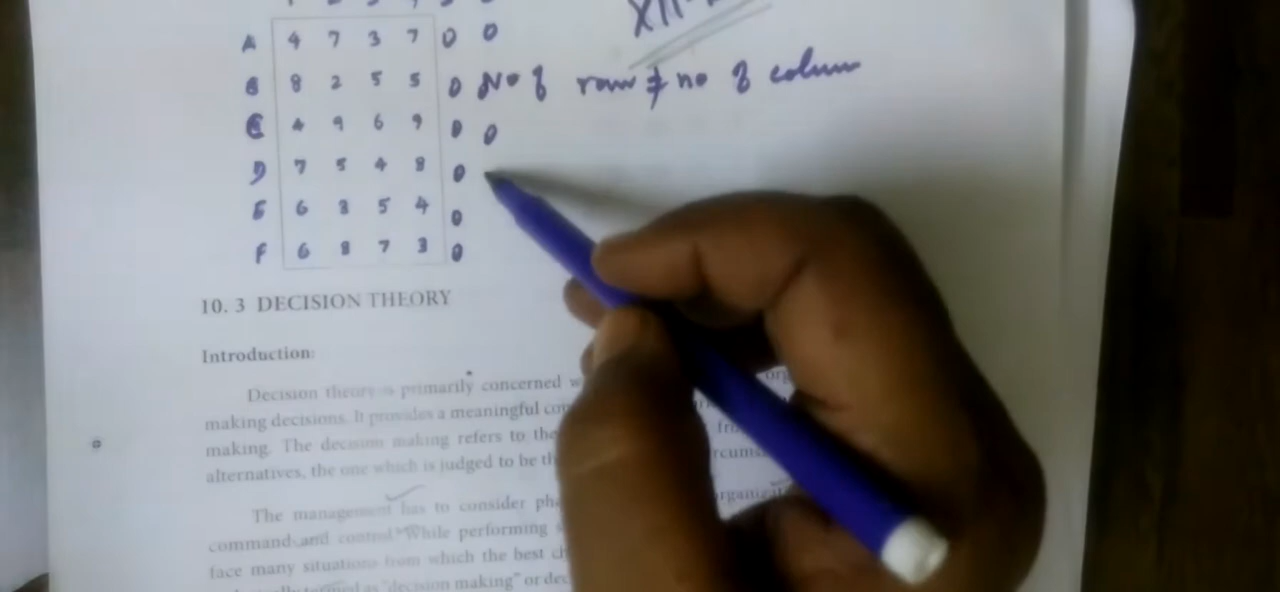 XII
A 4 7 3 7 0 0
B 8 2 5 5 0 No of row ≠ no of colum
C 4 9 6 9 0 0
D 7 5 4 8 0
E 6 3 5 4 0
F 6 8 7 3 0
10. 3 DECISION THEORY
Introduction:
Decision theory is primarily concerned
making decisions. It provides a meaningful
making. The decision making refers to the
alternatives, the one which is judged to be
The management has to consider
command and control. While performing
face many situations from which the best
"decision making" or